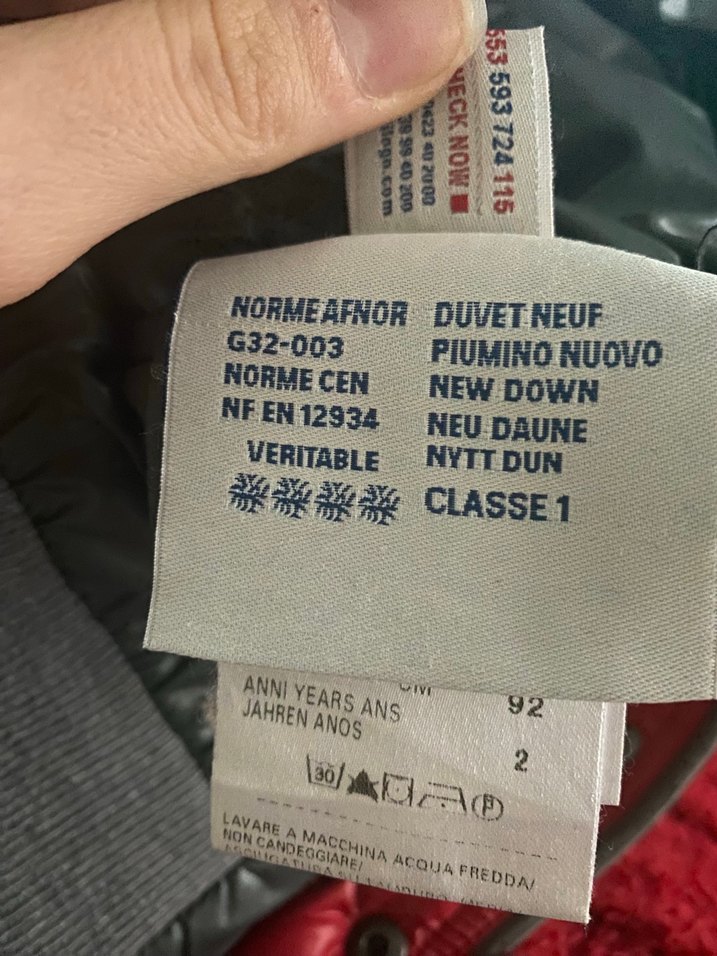 553 593 724 115
HECK NOW
NORME AFNOR
G32-003
NORME CEN
NF EN 12934
VERITABLE
DUVET NEUF
PIUMINO NUOVO
NEW DOWN
NEU DAUNE
NYTT DUN
CLASSE 1
CM 92
ANNI YEARS ANS
JAHREN ANOS
2
30
P
LAVARE A MACCHINA ACQUA FREDDA/
NON CANDEGGIARE/